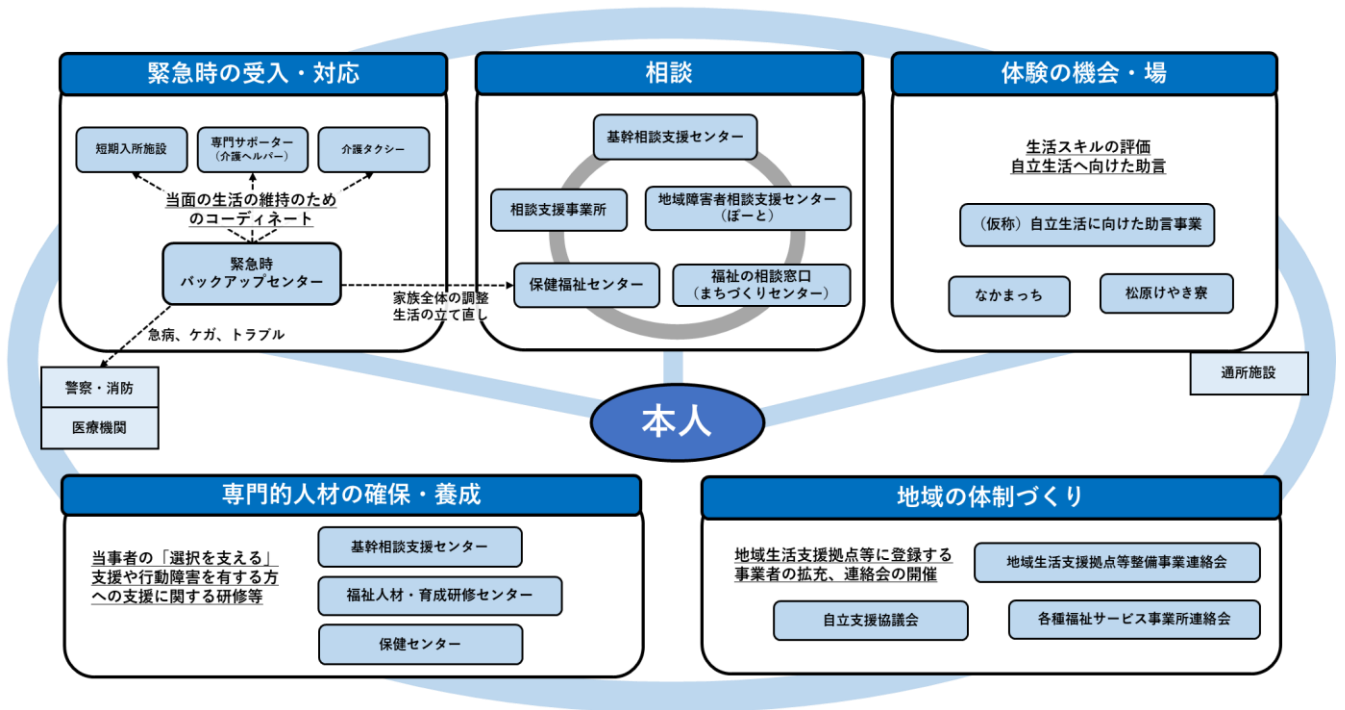 緊急時の受入・対応
短期入所施設
専門サポーター
（介護ヘルパー）
介護タクシー
当面の生活の維持のため
のコーディネート
緊急時
バックアップセンター
家族全体の調整
生活の立て直し
急病、ケガ、トラブル
警察・消防
医療機関
相談
基幹相談支援センター
相談支援事業所
地域障害者相談支援センター
（ぽーと）
保健福祉センター
福祉の相談窓口
（まちづくりセンター）
体験の機会・場
生活スキルの評価
自立生活へ向けた助言
（仮称）自立生活に向けた助言事業
なかまっち
松原けやき寮
通所施設
本人
専門的人材の確保・養成
当事者の「選択を支える」
支援や行動障害を有する方
への支援に関する研修等
基幹相談支援センター
福祉人材・育成研修センター
保健センター
地域の体制づくり
地域生活支援拠点等に登録する
事業者の拡充、連絡会の開催
地域生活支援拠点等整備事業連絡会
自立支援協議会
各種福祉サービス事業所連絡会